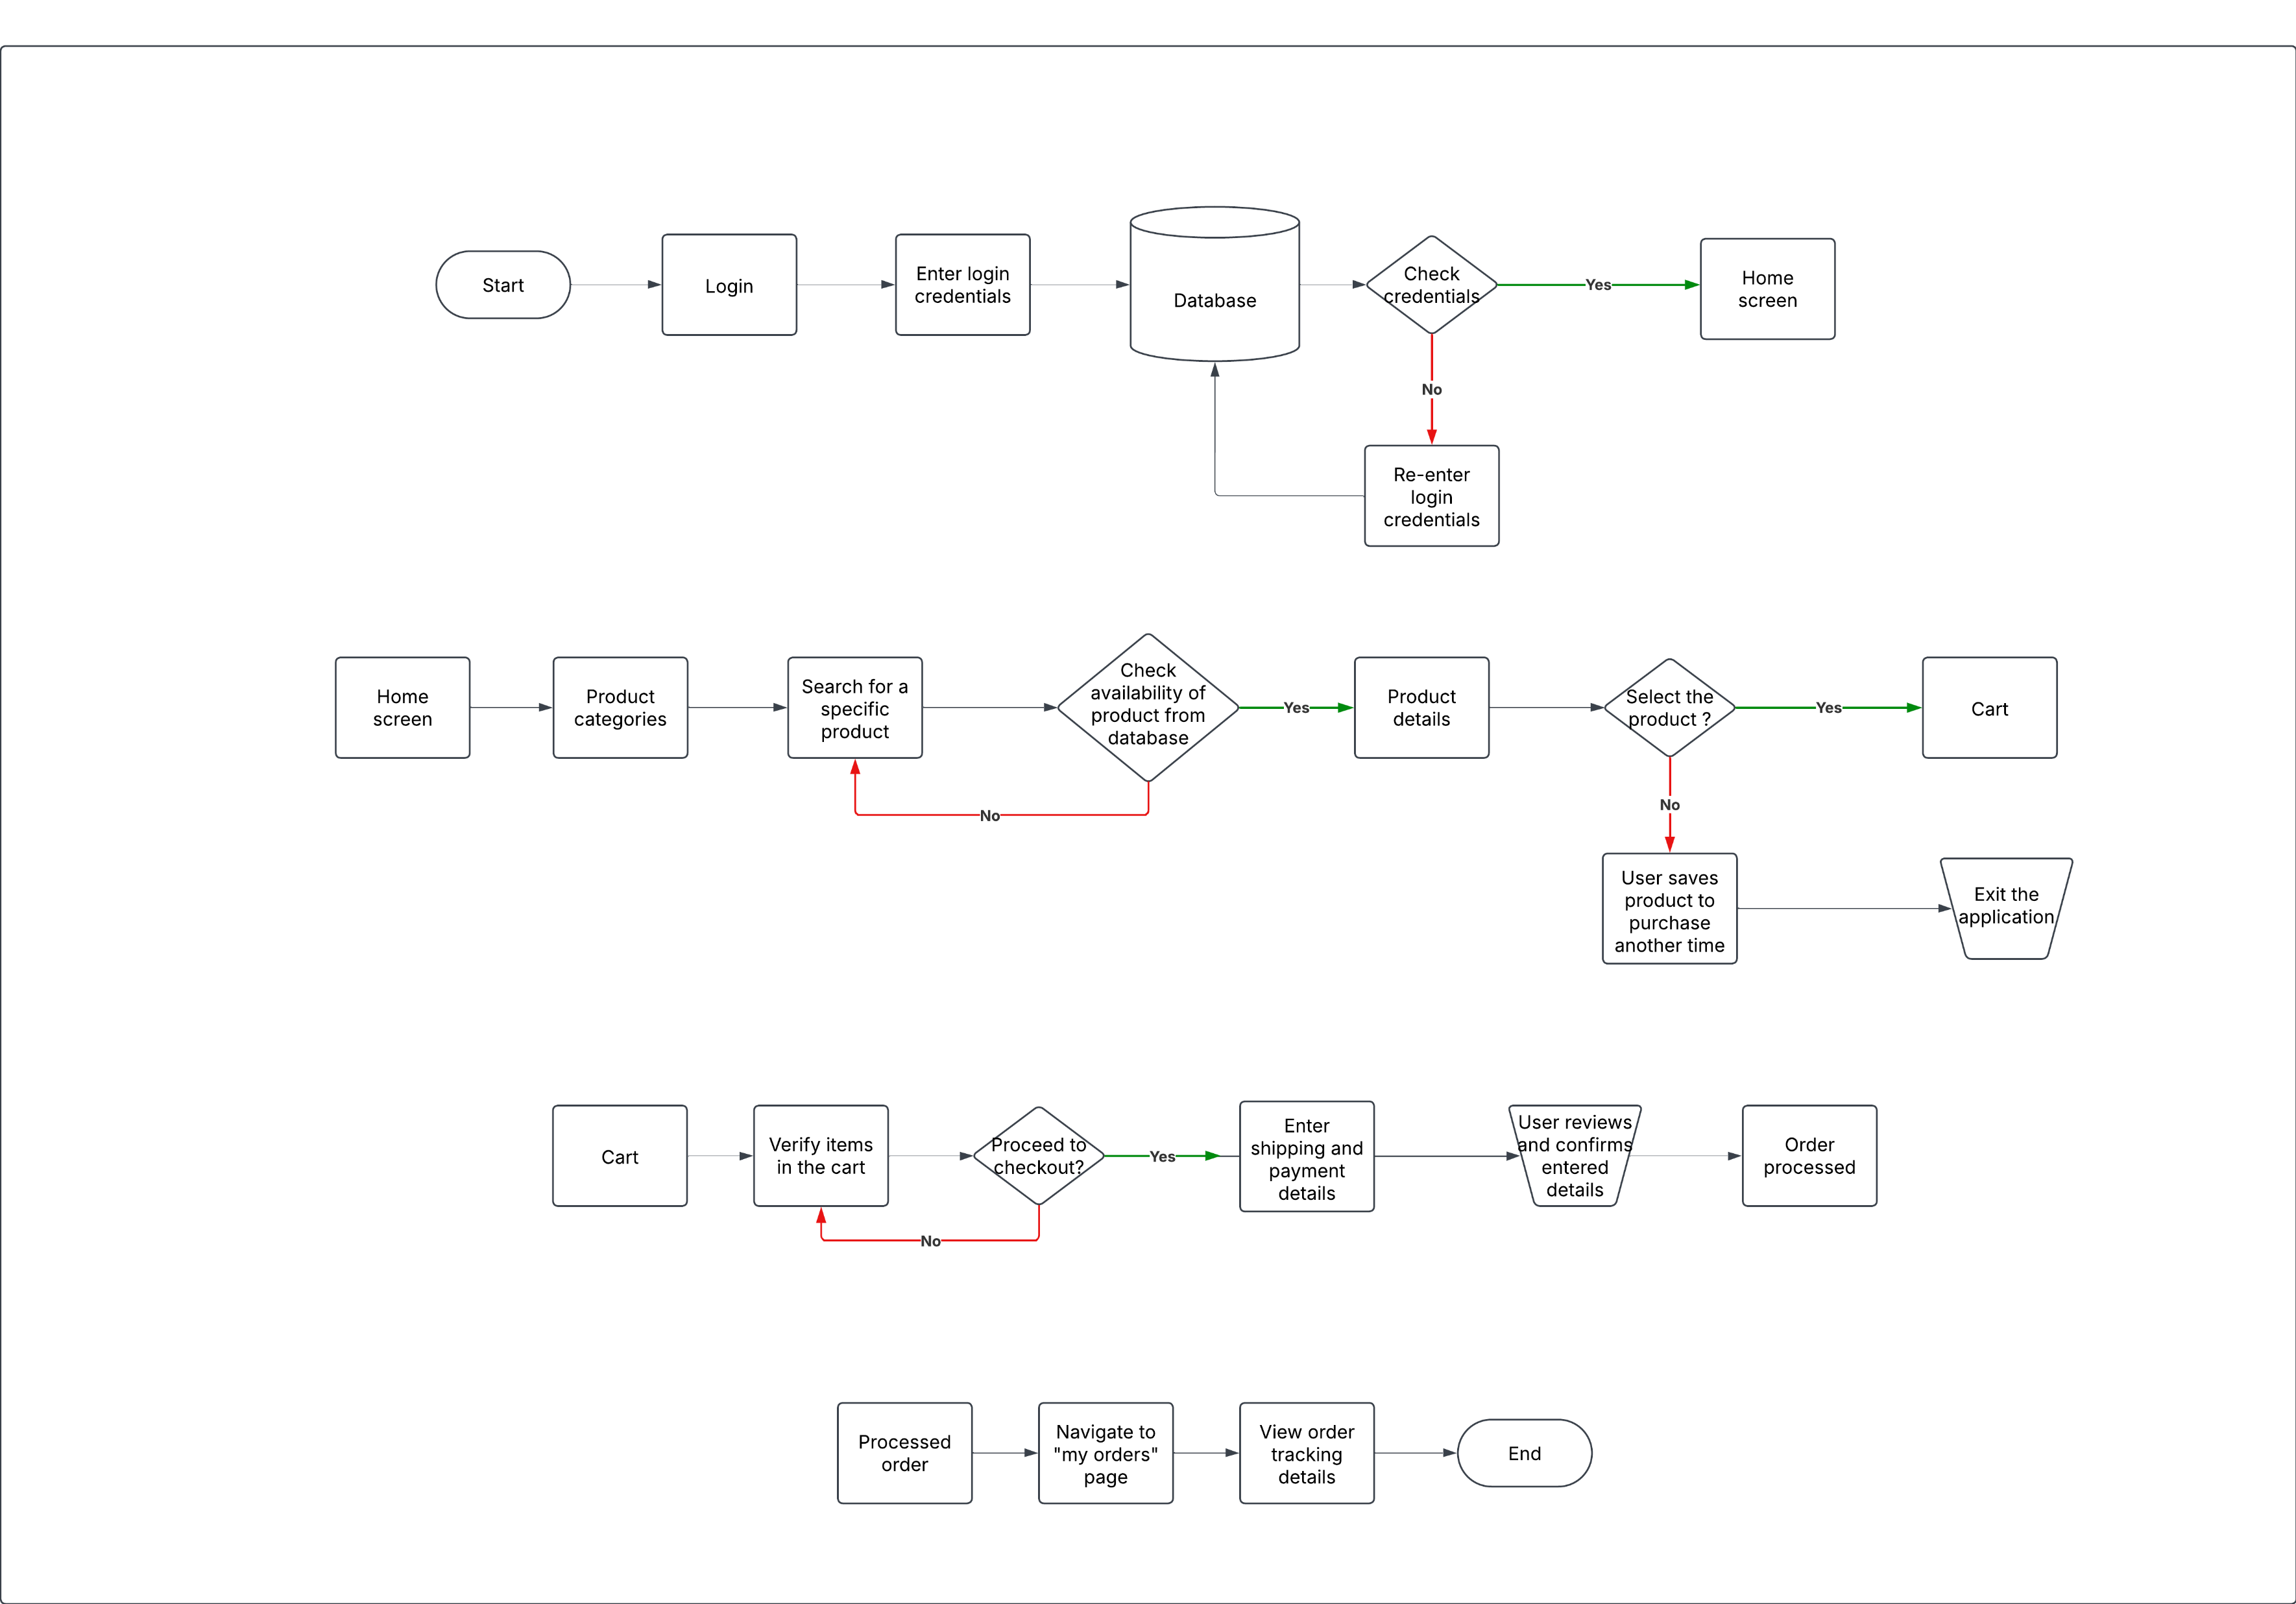 Start
Login
Enter login
credentials
Database
Check
credentials
Yes
Home
screen
No
Re-enter
login
credentials
Home
screen
Product
categories
Search for a
specific
product
Check
availability of
product from
database
Yes
Product
details
Select the
product ?
Yes
Cart
No
No
User saves
product to
purchase
another time
Exit the
application
Cart
Verify items
in the cart
Proceed to
checkout?
Yes
Enter
shipping and
payment
details
User reviews
and confirms
entered
details
Order
processed
No
Processed
order
Navigate to
"my orders"
page
View order
tracking
details
End